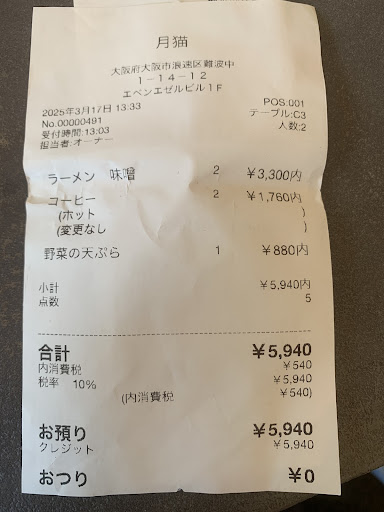 月猫
大阪府大阪市浪速区難波中
1-14-12
エペンエゼルビル1F
2025年3月17日 13:33 POS:001
No.00000491 テーブル:C3
受付時間:13:03 人数:2
担当者:オーナー
ラーメン 味噌 2 ¥3,300内
コーヒー 2 ¥1,760内
(ホット )
(変更なし )
野菜の天ぷら 1 ¥880内
小計 ¥5,940内
点数 5
合計 ¥5,940
内消費税 ¥540
税率 10% ¥5,940
(内消費税 ¥540)
お預り ¥5,940
クレジット ¥5,940
おつり ¥0